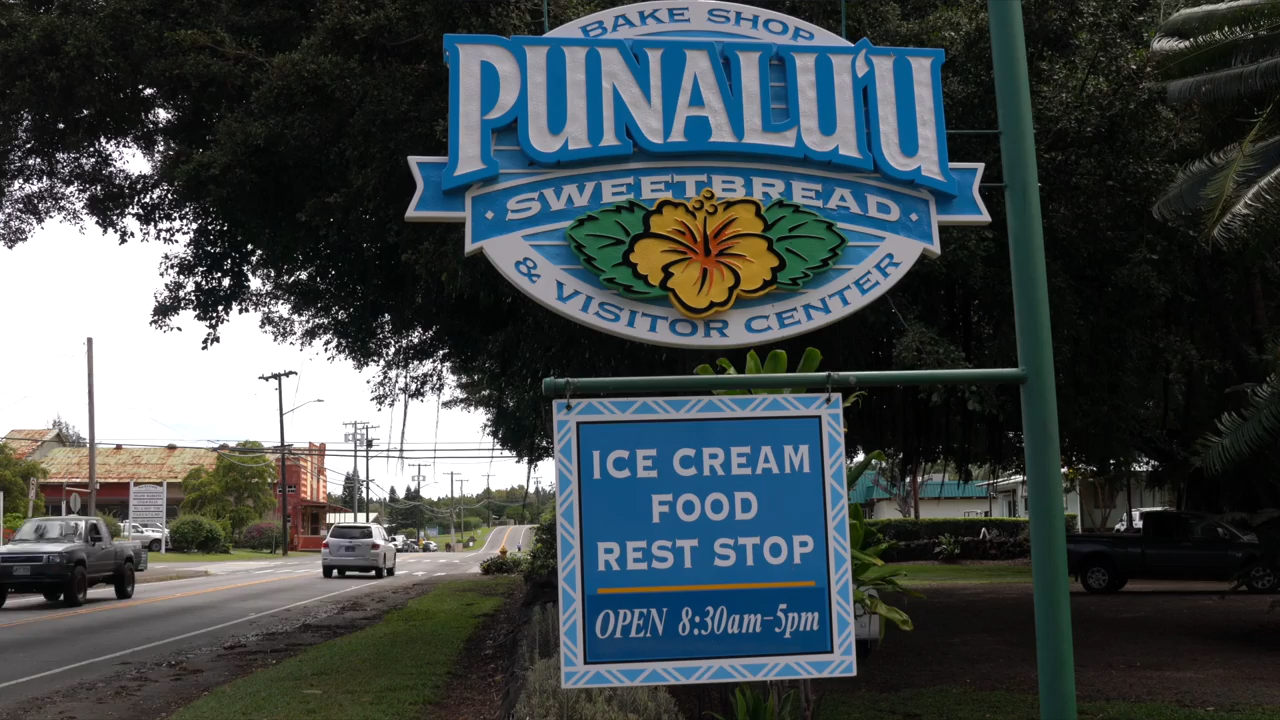 BAKE SHOP
PUNALU'U
SWEETBREAD
& VISITOR CENTER
ICE CREAM
FOOD
REST STOP
OPEN 8:30am-5pm